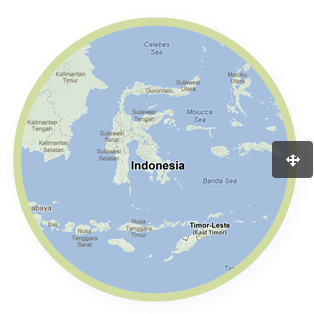 Celebes
Sea
Kalimantan
Timur
Sulawesi
Utara
Maluku
Utara
Gorontalo
Sulawesi
Tengah
Molucca
Sea
Kalimantan
Tengah
Sulawesi
Barat
Kalimantan
Selatan
Sulawesi
Selatan
Indonesia
Banda Sea
abaya
Bali
Nusa
Tenggara
Barat
Nusa
Tenggara
Timur
Timor-Leste
(East Timor)
Tim